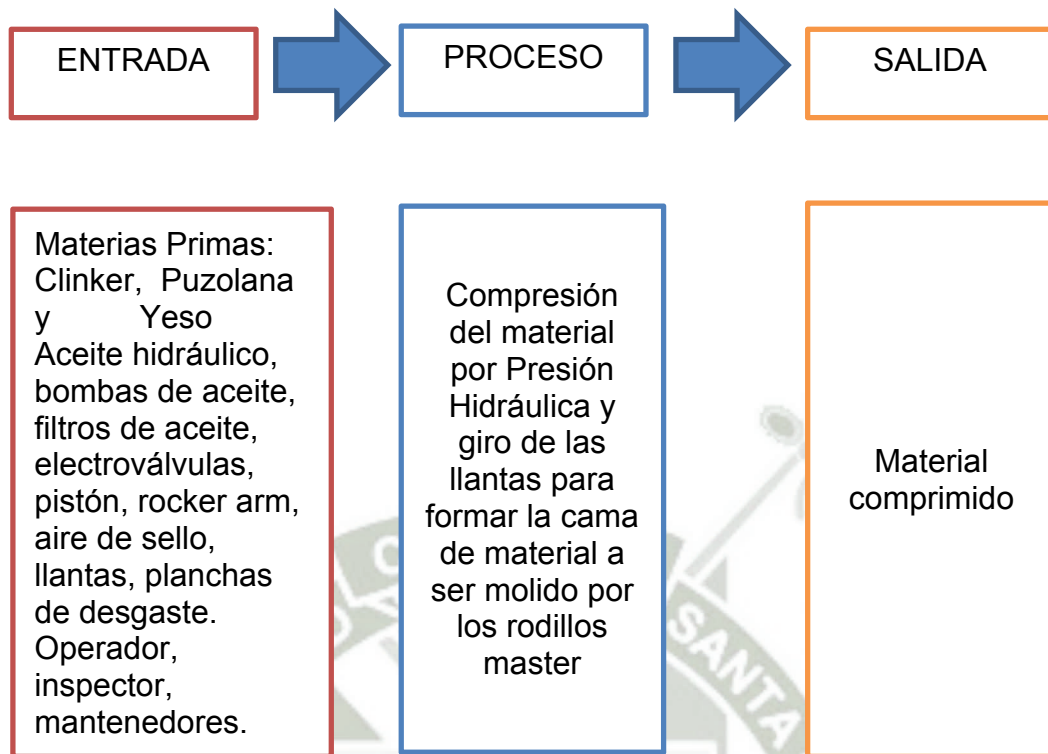 ENTRADA
PROCESO
SALIDA
Materias Primas:
Clinker, Puzolana
y Yeso
Aceite hidráulico,
bombas de aceite,
filtros de aceite,
electroválvulas,
pistón, rocker arm,
aire de sello,
llantas, planchas
de desgaste.
Operador,
inspector,
mantenedores.
Compresión
del material
por Presión
Hidráulica y
giro de las
llantas para
formar la cama
de material a
ser molido por
los rodillos
master
Material
comprimido
SANTA